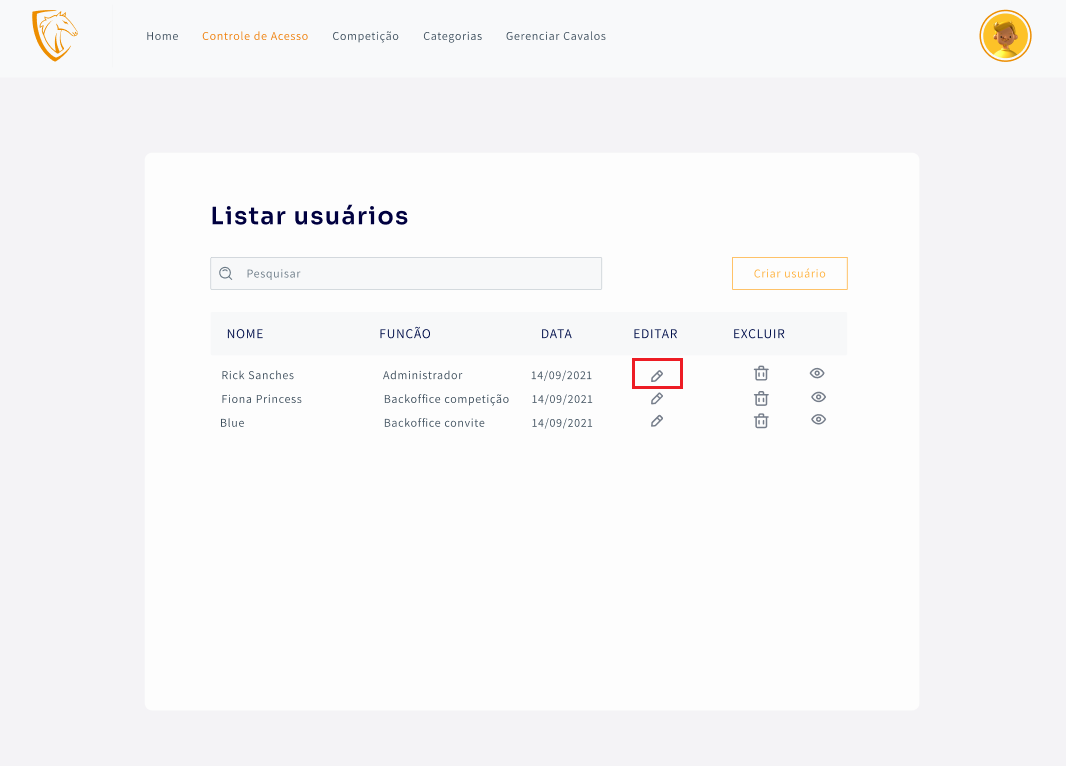 Home Controle de Acesso Competição Categorias Gerenciar Cavalos
Listar usuários
Pesquisar
Criar usuário
NOME FUNCÃO DATA EDITAR EXCLUIR
Rick Sanches Administrador 14/09/2021
Fiona Princess Backoffice competição 14/09/2021
Blue Backoffice convite 14/09/2021